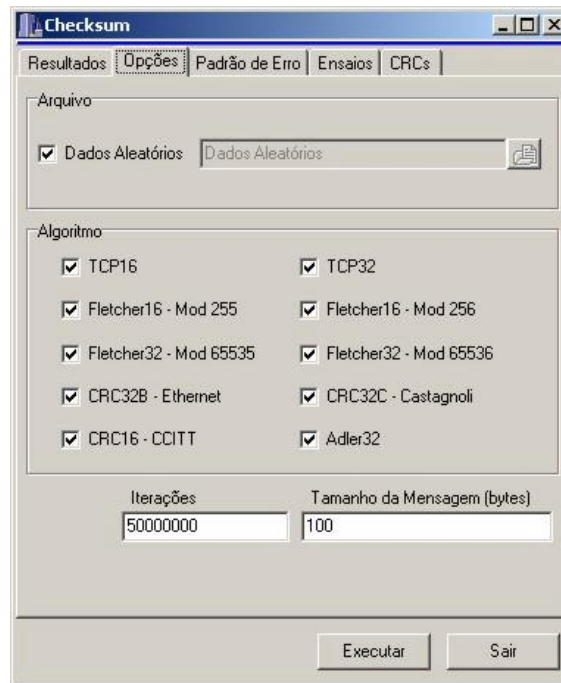 Checksum
Resultados Opções Padrão de Erro Ensaios CRCs
Arquivo
Dados Aleatórios Dados Aleatórios
Algoritmo
TCP16 TCP32
Fletcher16 - Mod 255 Fletcher16 - Mod 256
Fletcher32 - Mod 65535 Fletcher32 - Mod 65536
CRC32B - Ethernet CRC32C - Castagnoli
CRC16 - CCITT Adler32
Iterações Tamanho da Mensagem (bytes)
50000000 100
Executar Sair